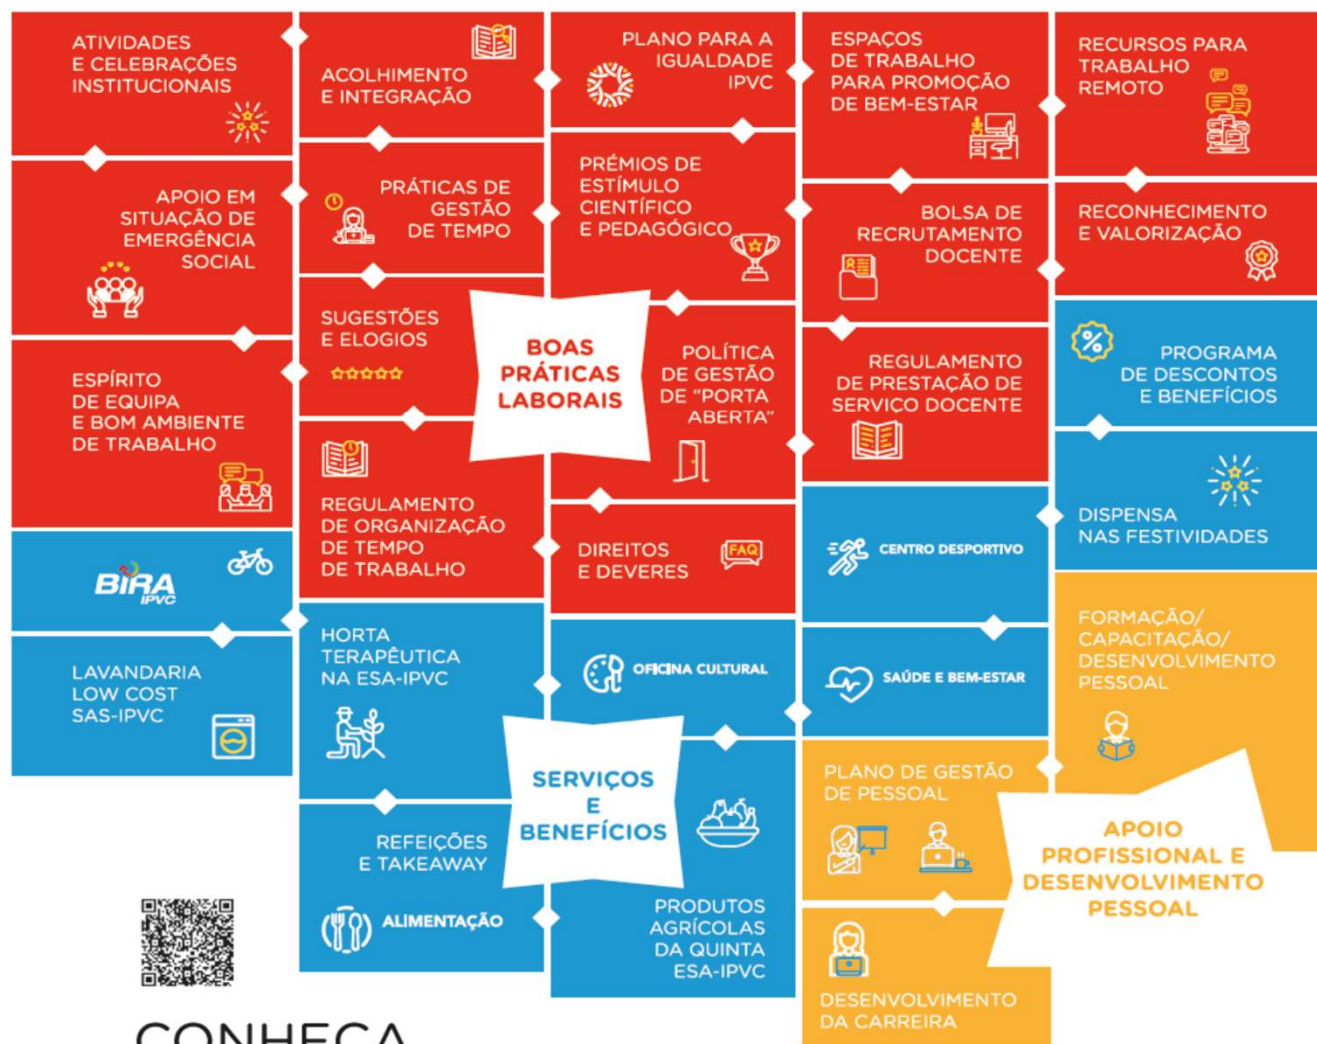 ATIVIDADES
E CELEBRAÇÕES
INSTITUCIONAIS
ACOLHIMENTO
E INTEGRAÇÃO
PLANO PARA A
IGUALDADE
IPVC
ESPAÇOS
DE TRABALHO
PARA PROMOÇÃO
DE BEM-ESTAR
RECURSOS PARA
TRABALHO
REMOTO
APOIO EM
SITUAÇÃO DE
EMERGÊNCIA
SOCIAL
PRÁTICAS DE
GESTÃO
DE TEMPO
PRÉMIOS DE
ESTÍMULO
CIENTÍFICO
E PEDAGÓGICO
BOLSA DE
RECRUTAMENTO
DOCENTE
RECONHECIMENTO
E VALORIZAÇÃO
SUGESTÕES
E ELOGIOS
BOAS
PRÁTICAS
LABORAIS
POLÍTICA
DE GESTÃO
DE “PORTA
ABERTA”
REGULAMENTO
DE PRESTAÇÃO DE
SERVIÇO DOCENTE
%
PROGRAMA
DE DESCONTOS
E BENEFÍCIOS
ESPÍRITO
DE EQUIPA
E BOM AMBIENTE
DE TRABALHO
REGULAMENTO
DE ORGANIZAÇÃO
DE TEMPO
DE TRABALHO
DIREITOS
E DEVERES
FAQ
CENTRO DESPORTIVO
DISPENSA
NAS FESTIVIDADES
BIRA
IPVC
LAVANDARIA
LOW COST
SAS-IPVC
HORTA
TERAPÊUTICA
NA ESA-IPVC
OFICINA CULTURAL
SAÚDE E BEM-ESTAR
FORMAÇÃO/
CAPACITAÇÃO/
DESENVOLVIMENTO
PESSOAL
SERVIÇOS
E
BENEFÍCIOS
PLANO DE GESTÃO
DE PESSOAL
APOIO
PROFISSIONAL E
DESENVOLVIMENTO
PESSOAL
REFEIÇÕES
E TAKEAWAY
ALIMENTAÇÃO
PRODUTOS
AGRÍCOLAS
DA QUINTA
ESA-IPVC
DESENVOLVIMENTO
DA CARREIRA
CONHEÇA